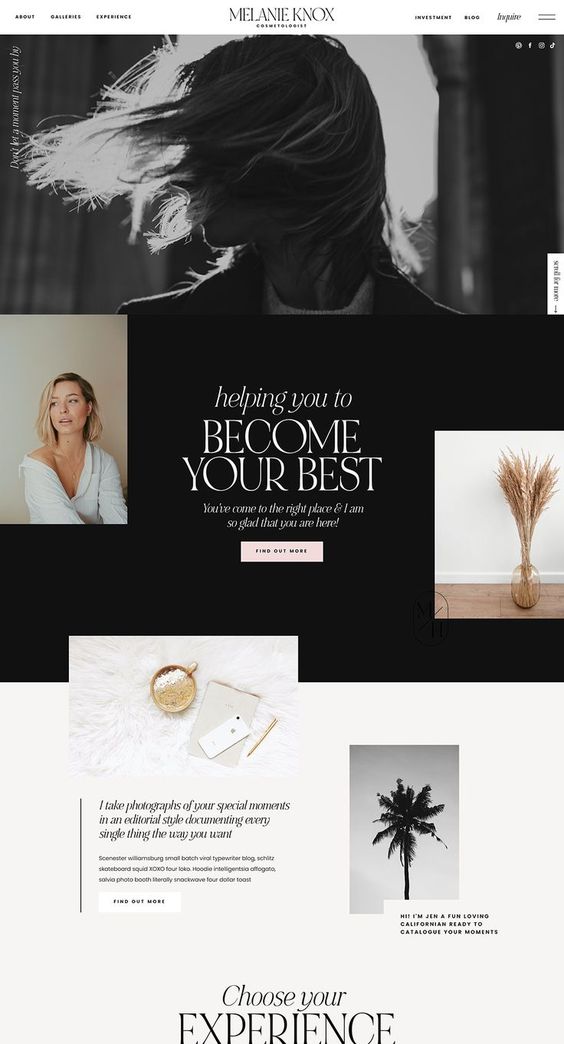 ABOUT GALLERIES EXPERIENCE
MELANIE KNOX
COSMETOLOGIST
INVESTMENT BLOG Inquire
Don't let a moment pass you by
scroll for more
helping you to
BECOME
YOUR BEST
You've come to the right place & I am
so glad that you are here!
FIND OUT MORE
I take photographs of your special moments
in an editorial style documenting every
single thing the way you want
Scenester williamsburg small batch viral typewriter blog, schlitz
skateboard squid XOXO four loko. Hoodie intelligentsia affogato,
salvia photo booth literally snackwave four dollar toast
FIND OUT MORE
HI! I'M JEN A FUN LOVING
CALIFORNIAN READY TO
CATALOGUE YOUR MOMENTS
Choose your
EXPERIENCE